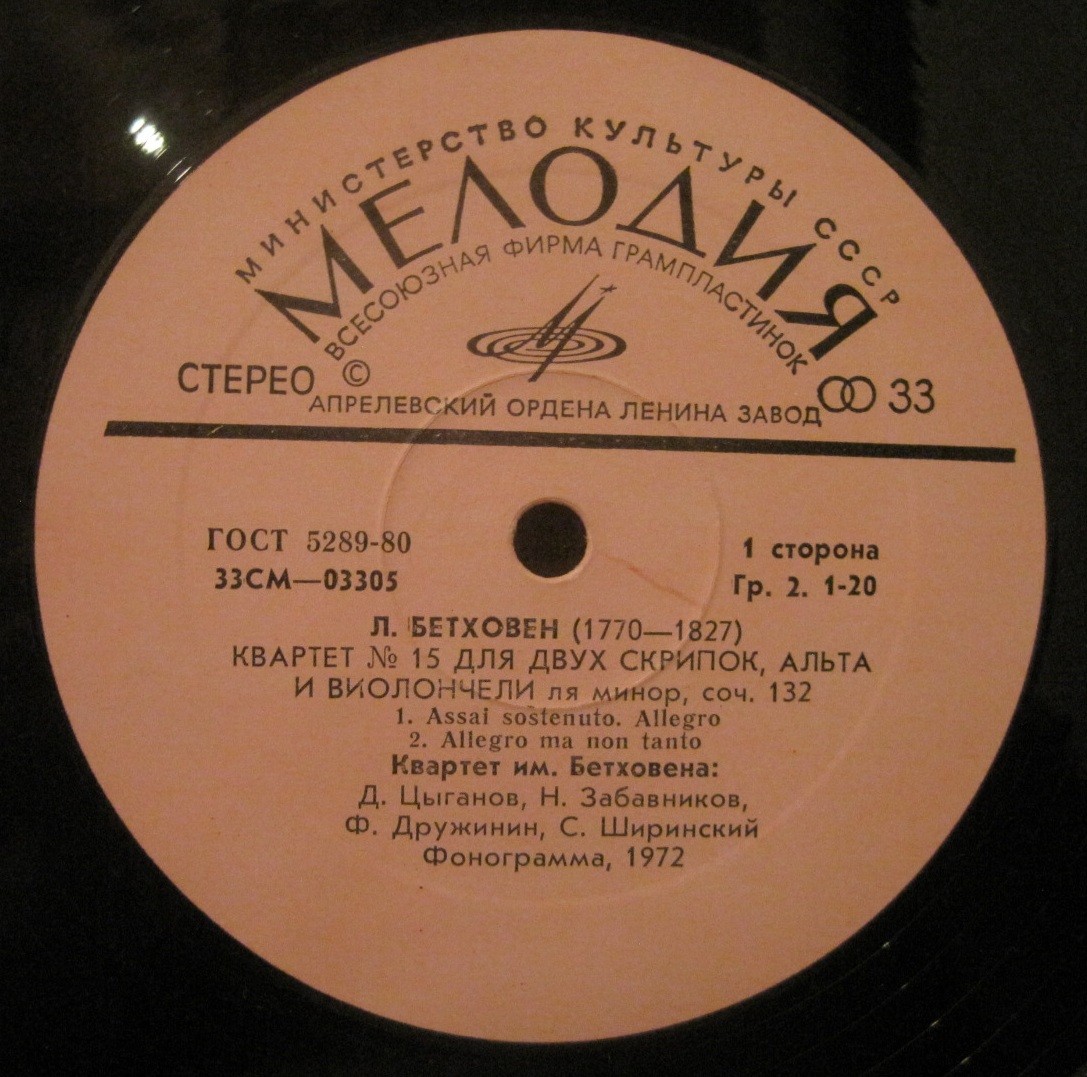 МИНИСТЕРСТВО КУЛЬТУРЫ СССР
МЕЛОДИЯ
ВСЕСОЮЗНАЯ ФИРМА ГРАМПЛАСТИНОК
СТЕРЕО © 33
АПРЕЛЕВСКИЙ ОРДЕНА ЛЕНИНА ЗАВОД
ГОСТ 5289-80
33СМ—03305
1 сторона
Гр. 2. 1-20
Л. БЕТХОВЕН (1770—1827)
КВАРТЕТ № 15 ДЛЯ ДВУХ СКРИПОК, АЛЬТА
И ВИОЛОНЧЕЛИ ля минор, соч. 132
1. Assai sostenuto. Allegro
2. Allegro ma non tanto
Квартет им. Бетховена:
Д. Цыганов, Н. Забавников,
Ф. Дружинин, С. Ширинский
Фонограмма, 1972